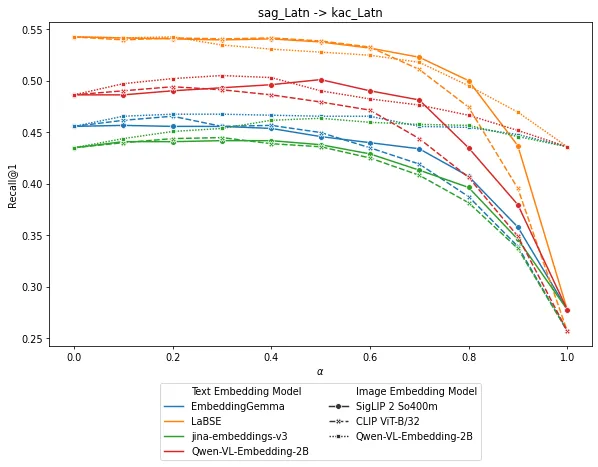 sag_Latn -> kac_Latn
0.55
0.50
0.45
0.40
0.35
0.30
0.25
Recall@1
0.0 0.2 0.4 0.6 0.8 1.0
α
Text Embedding Model
EmbeddingGemma
LaBSE
jina-embeddings-v3
Qwen-VL-Embedding-2B
Image Embedding Model
SigLIP 2 So400m
CLIP ViT-B/32
Qwen-VL-Embedding-2B